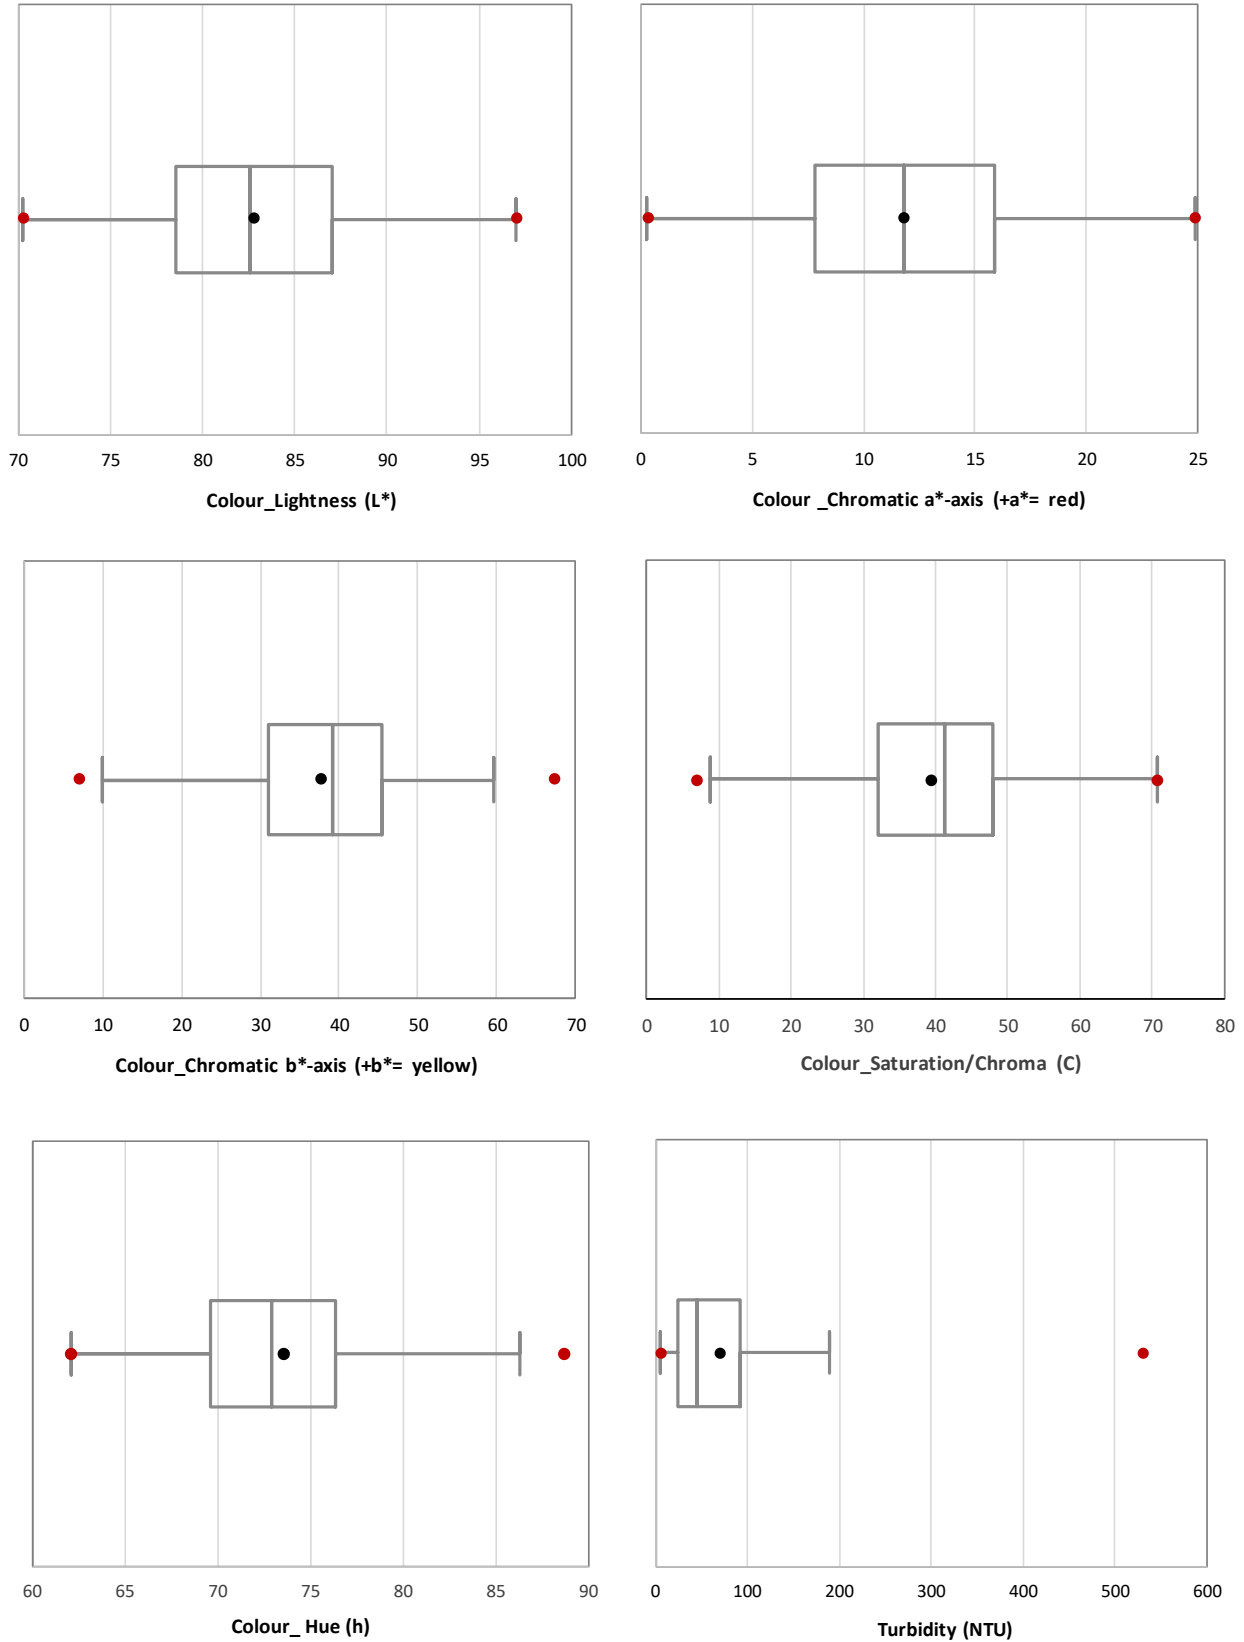 70 75 80 85 90 95 100
Colour_Lightness (L*)
0 5 10 15 20 25
Colour _Chromatic a*-axis (+a*= red)
0 10 20 30 40 50 60 70
Colour_Chromatic b*-axis (+b*= yellow)
0 10 20 30 40 50 60 70 80
Colour_Saturation/Chroma (C)
60 65 70 75 80 85 90
Colour_ Hue (h)
0 100 200 300 400 500 600
Turbidity (NTU)